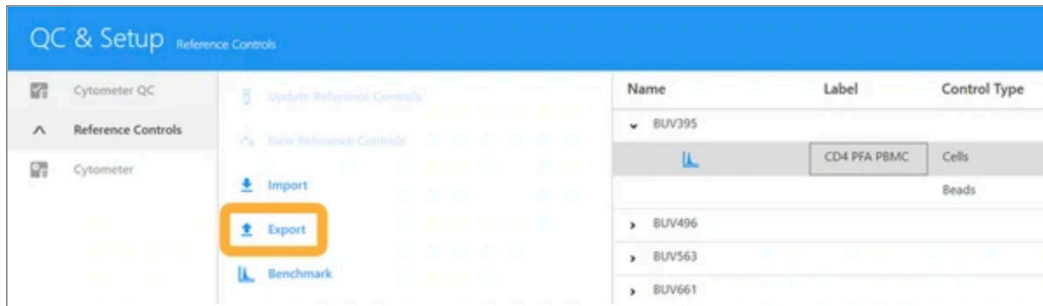 QC & Setup Reference Controls
Cytometer QC
Reference Controls
Cytometer
Update Reference Controls
New Reference Controls
Import
Export
Benchmark
Name Label Control Type
BUV395
CD4 PFA PBMC Cells
Beads
BUV496
BUV563
BUV661